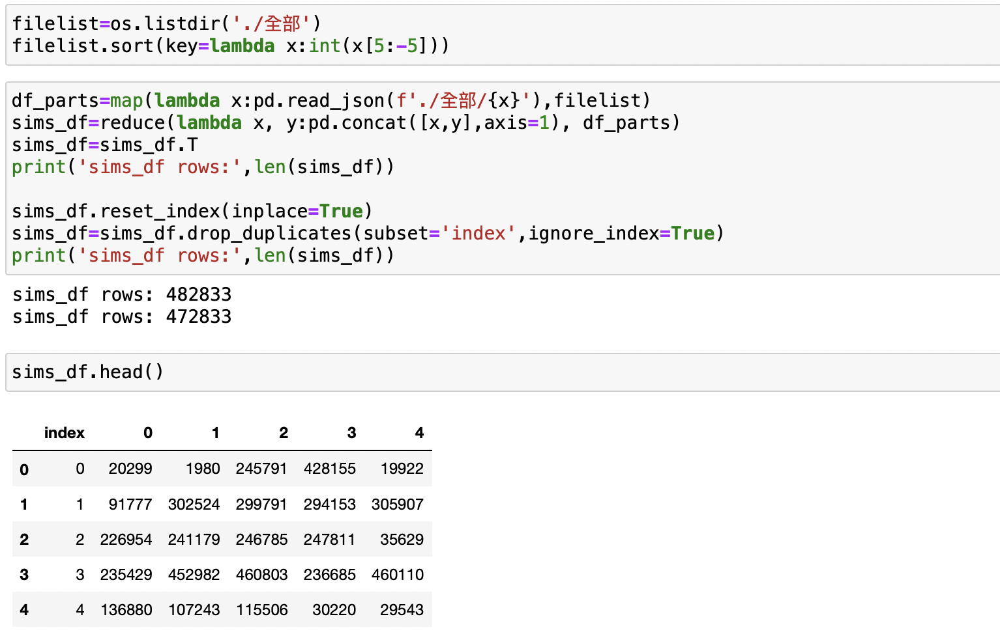 filelist=os.listdir('./全部')
filelist.sort(key=lambda x:int(x[5:-5]))
df_parts=map(lambda x:pd.read_json(f'./全部/{x}'),filelist)
sims_df=reduce(lambda x, y:pd.concat([x,y],axis=1), df_parts)
sims_df=sims_df.T
print('sims_df rows:',len(sims_df))
sims_df.reset_index(inplace=True)
sims_df=sims_df.drop_duplicates(subset='index',ignore_index=True)
print('sims_df rows:',len(sims_df))
sims_df rows: 482833
sims_df rows: 472833
sims_df.head()
index 0 1 2 3 4
0 0 20299 1980 245791 428155 19922
1 1 91777 302524 299791 294153 305907
2 2 226954 241179 246785 247811 35629
3 3 235429 452982 460803 236685 460110
4 4 136880 107243 115506 30220 29543